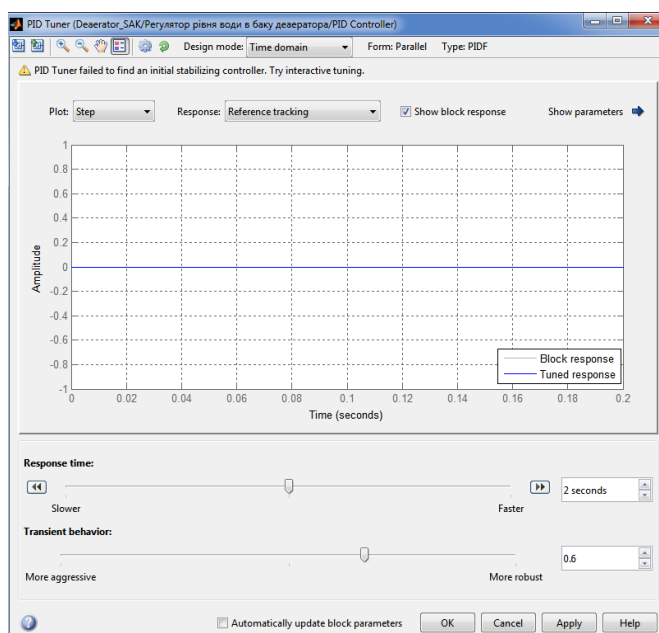 PID Tuner (Deaerator_SAK/Регулятор рівня води в баку деаератора/PID Controller)
Design mode: Time domain Form: Parallel Type: PIDF
PID Tuner failed to find an initial stabilizing controller. Try interactive tuning.
Plot: Step Response: Reference tracking Show block response Show parameters
1
0.8
0.6
0.4
0.2
0
-0.2
-0.4
-0.6
-0.8
-1
Amplitude
Block response
Tuned response
0 0.02 0.04 0.06 0.08 0.1 0.12 0.14 0.16 0.18 0.2
Time (seconds)
Response time:
2 seconds
Slower Faster
Transient behavior:
0.6
More aggressive More robust
Automatically update block parameters OK Cancel Apply Help